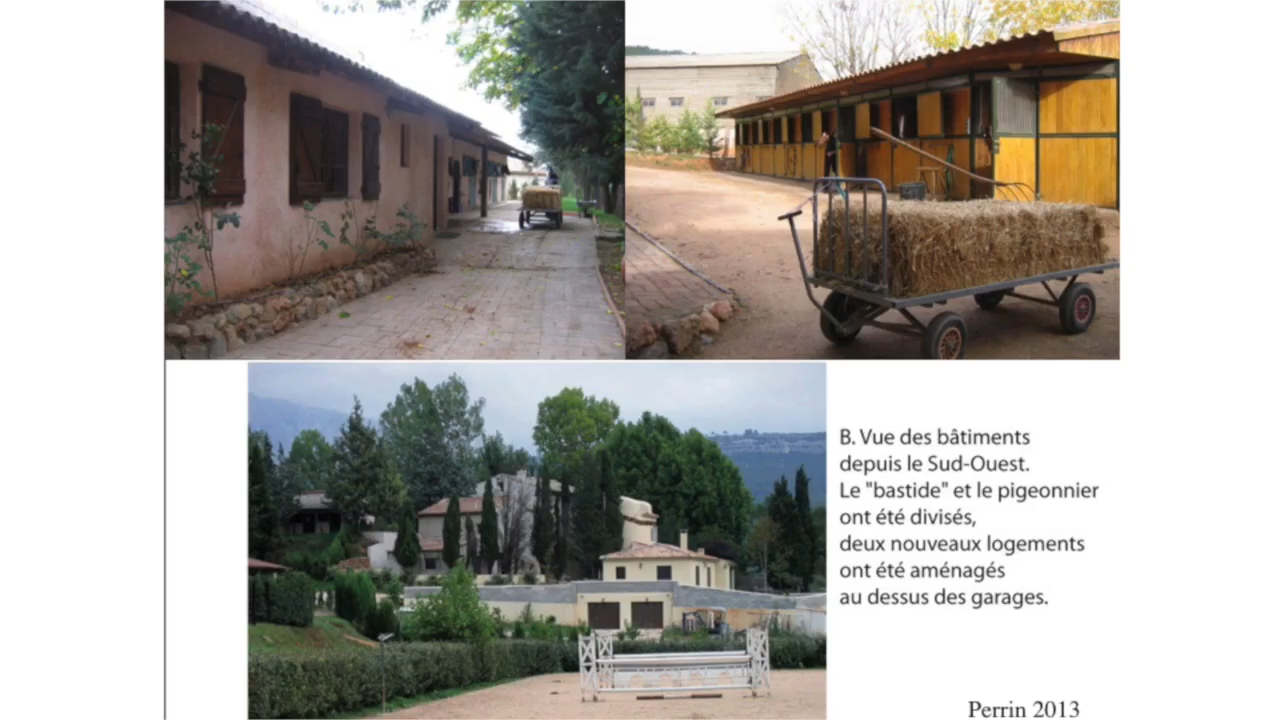 B. Vue des bâtiments
depuis le Sud-Ouest.
Le "bastide" et le pigeonnier
ont été divisés,
deux nouveaux logements
ont été aménagés
au dessus des garages.
Perrin 2013